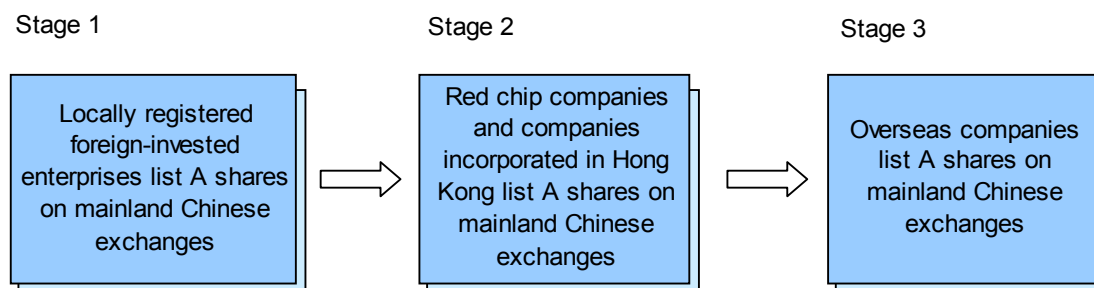 Stage 1
Locally registered
foreign-invested
enterprises list A shares
on mainland Chinese
exchanges
Stage 2
Red chip companies
and companies
incorporated in Hong
Kong list A shares on
mainland Chinese
exchanges
Stage 3
Overseas companies
list A shares on
mainland Chinese
exchanges